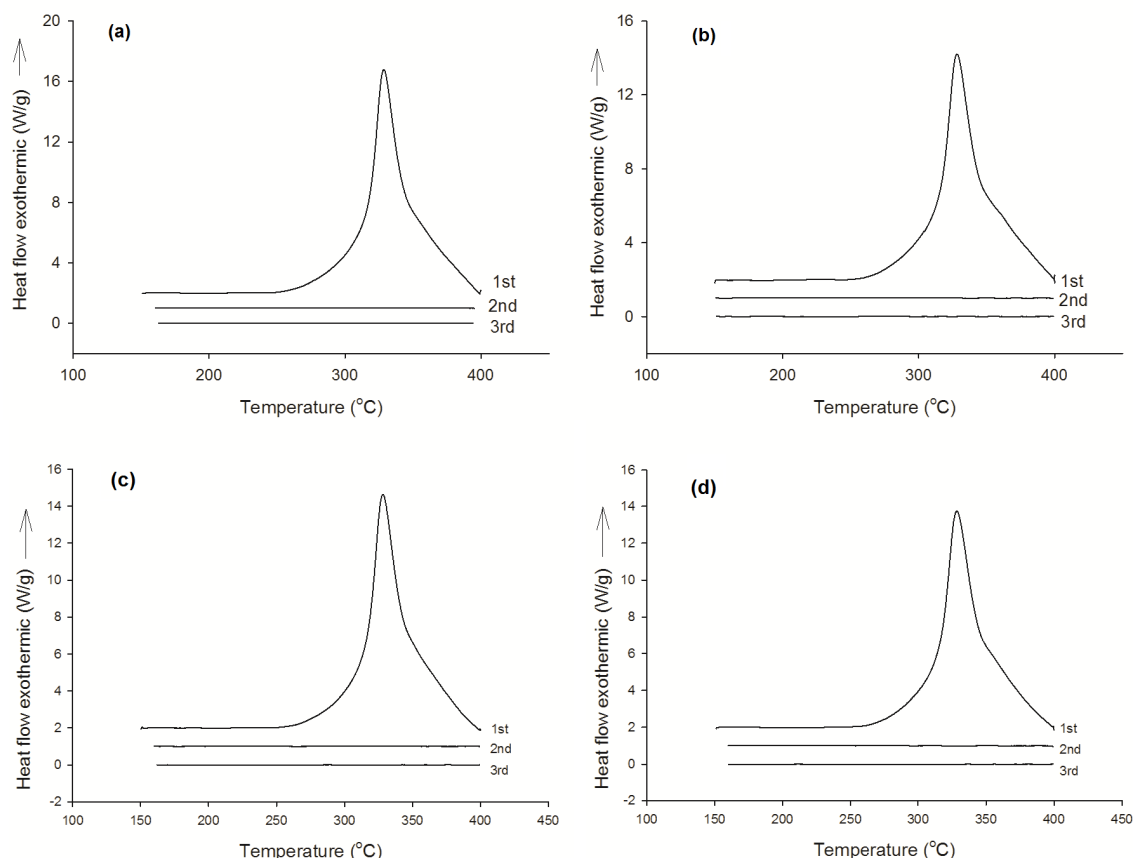 (a)
Heat flow exothermic (W/g)
20
16
12
8
4
0
1st
2nd
3rd
100 200 300 400
Temperature (°C)
(b)
Heat flow exothermic (W/g)
16
12
8
4
0
1st
2nd
3rd
100 200 300 400
Temperature (°C)
(c)
Heat flow exothermic (W/g)
16
14
12
10
8
6
4
2
0
-2
1st
2nd
3rd
100 150 200 250 300 350 400 450
Temperature (°C)
(d)
Heat flow exothermic (W/g)
16
14
12
10
8
6
4
2
0
-2
1st
2nd
3rd
100 150 200 250 300 350 400 450
Temperature (°C)